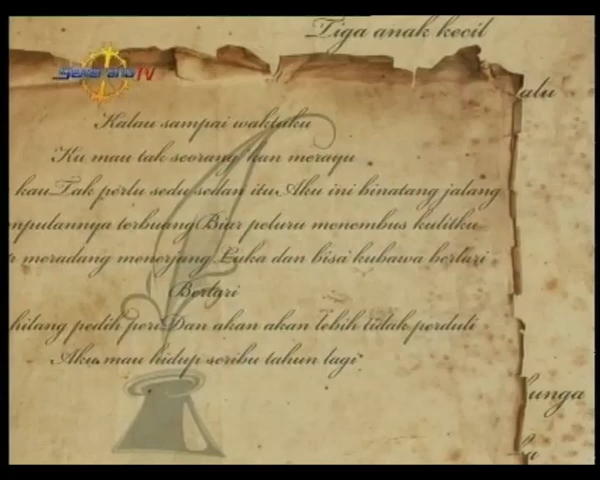 Tiga anak kecil
TV
alu
Kalau sampai waktuku
Ku mau tak seorang kan merayu
kau Tak perlu sedu sedan itu Aku ini binatang jalang
mpulannya terbuang Biar peluru menembus kulitku
p meradang menerjang Luka dan bisa kubawa berlari
Berlari
hilang pedih peri Dan akan akan lebih tidak perduli
Aku mau hidup seribu tahun lagi
unga